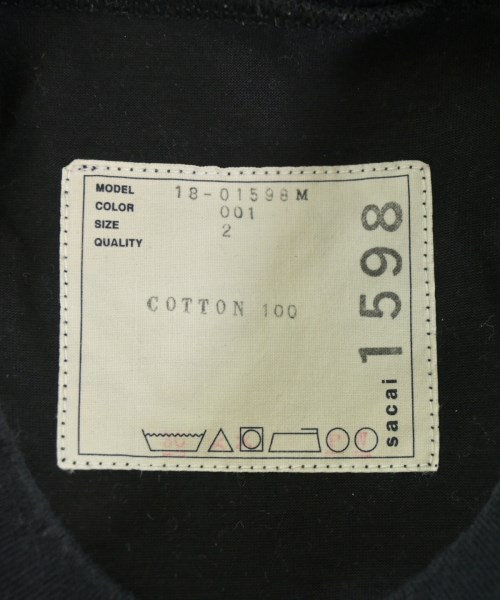 MODEL 18-01598M
COLOR 001
SIZE 2
QUALITY
COTTON 100
sacai 1598